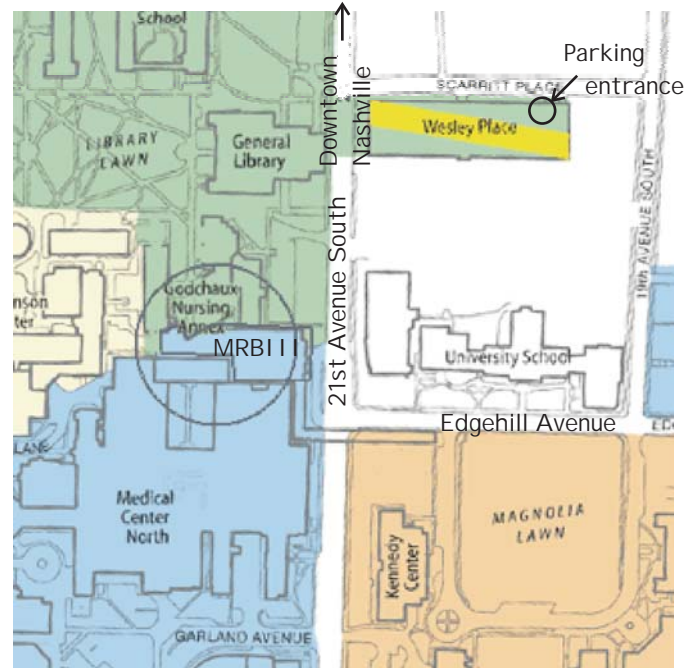 School
Downtown
Nashville
Parking
entrance
SCARRITT PLACE
Wesley Place
LIBRARY
LAWN
General
Library
19th AVENUE SOUTH
21st Avenue South
Godchaux
Nursing
Annex
MRBIII
University School
Edgehill Avenue
LANE
Medical
Center
North
MAGNOLIA
LAWN
Kennedy
Center
GARLAND AVENUE